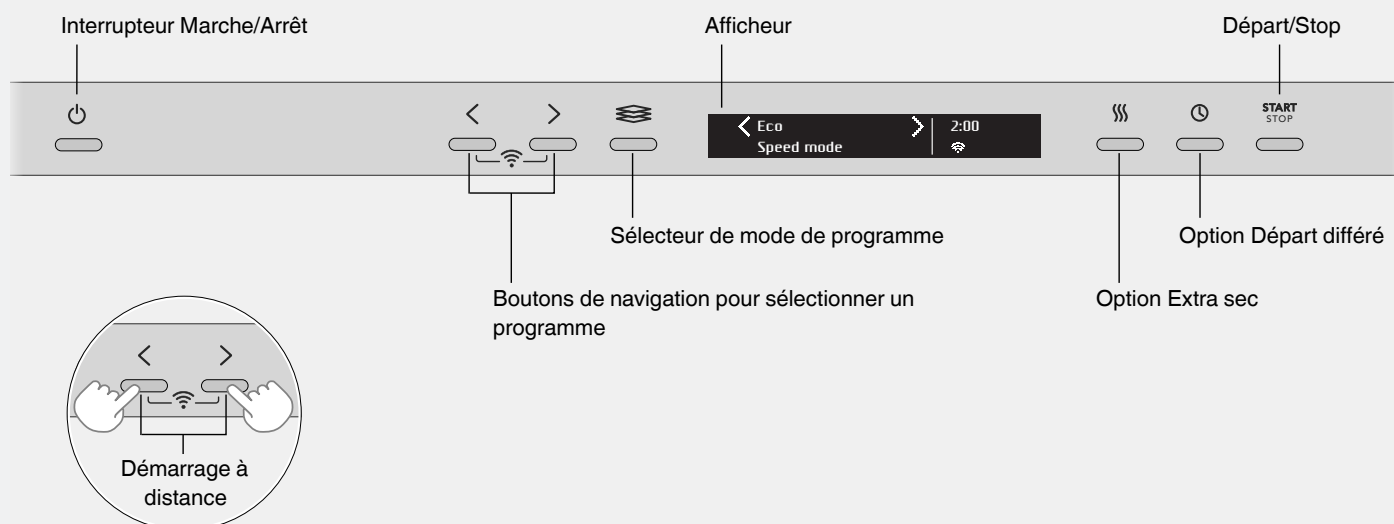 Interrupteur Marche/Arrêt
Afficheur
Départ/Stop
START
STOP
Eco
2:00
Speed mode
Sélecteur de mode de programme
Option Départ différé
Boutons de navigation pour sélectionner un
programme
Option Extra sec
Démarrage à
distance